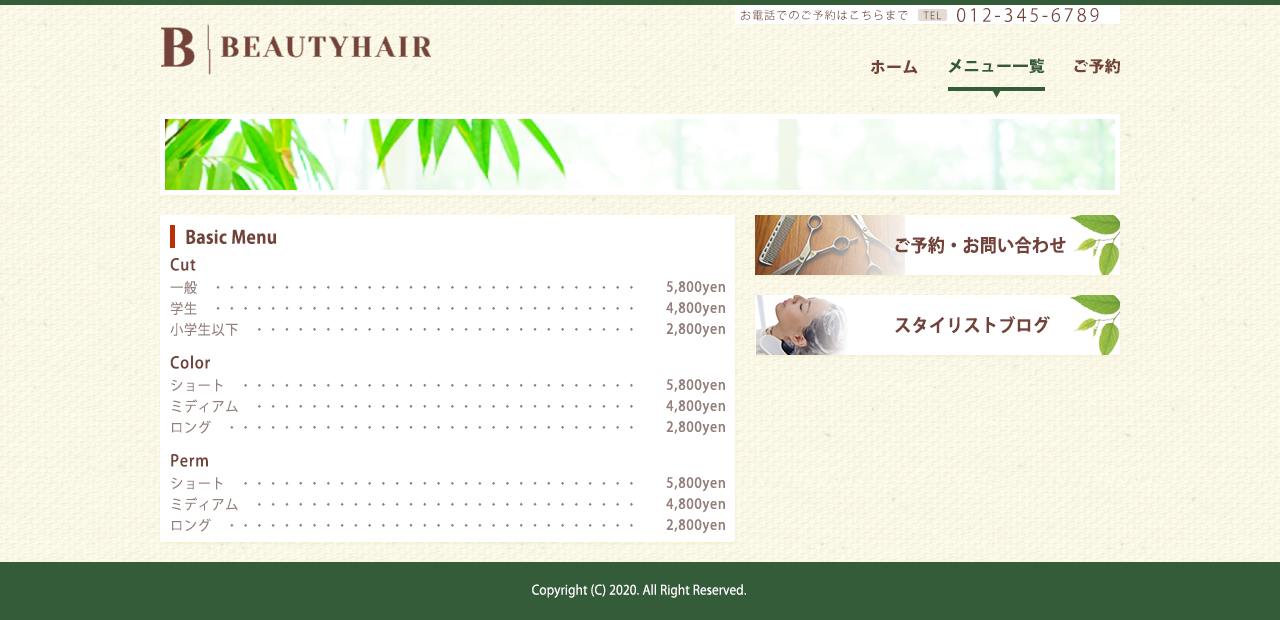 お電話でのご予約はこちらまで TEL 012-345-6789
B BEAUTYHAIR
ホーム メニュー一覧 ご予約
Basic Menu
Cut
一般 ・・・・・・・・・・・・・・・・・・・・・・・・・・・・・・・ 5,800yen
学生 ・・・・・・・・・・・・・・・・・・・・・・・・・・・・・・・ 4,800yen
小学生以下 ・・・・・・・・・・・・・・・・・・・・・・・・・・・・ 2,800yen
Color
ショート ・・・・・・・・・・・・・・・・・・・・・・・・・・・・・ 5,800yen
ミディアム ・・・・・・・・・・・・・・・・・・・・・・・・・・・・ 4,800yen
ロング ・・・・・・・・・・・・・・・・・・・・・・・・・・・・・・ 2,800yen
Perm
ショート ・・・・・・・・・・・・・・・・・・・・・・・・・・・・・ 5,800yen
ミディアム ・・・・・・・・・・・・・・・・・・・・・・・・・・・・ 4,800yen
ロング ・・・・・・・・・・・・・・・・・・・・・・・・・・・・・・ 2,800yen
ご予約・お問い合わせ
スタイリストブログ
Copyright (C) 2020. All Right Reserved.